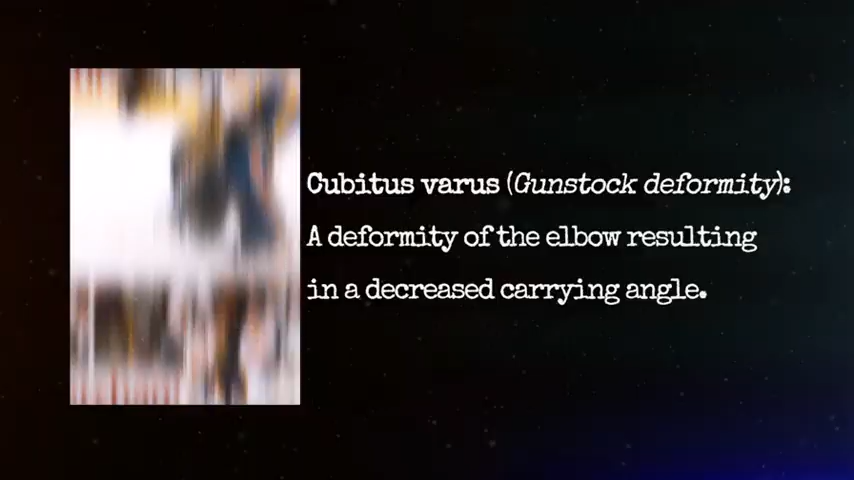 Cubitus varus (Gunstock deformity):
A deformity of the elbow resulting
in a decreased carrying angle.